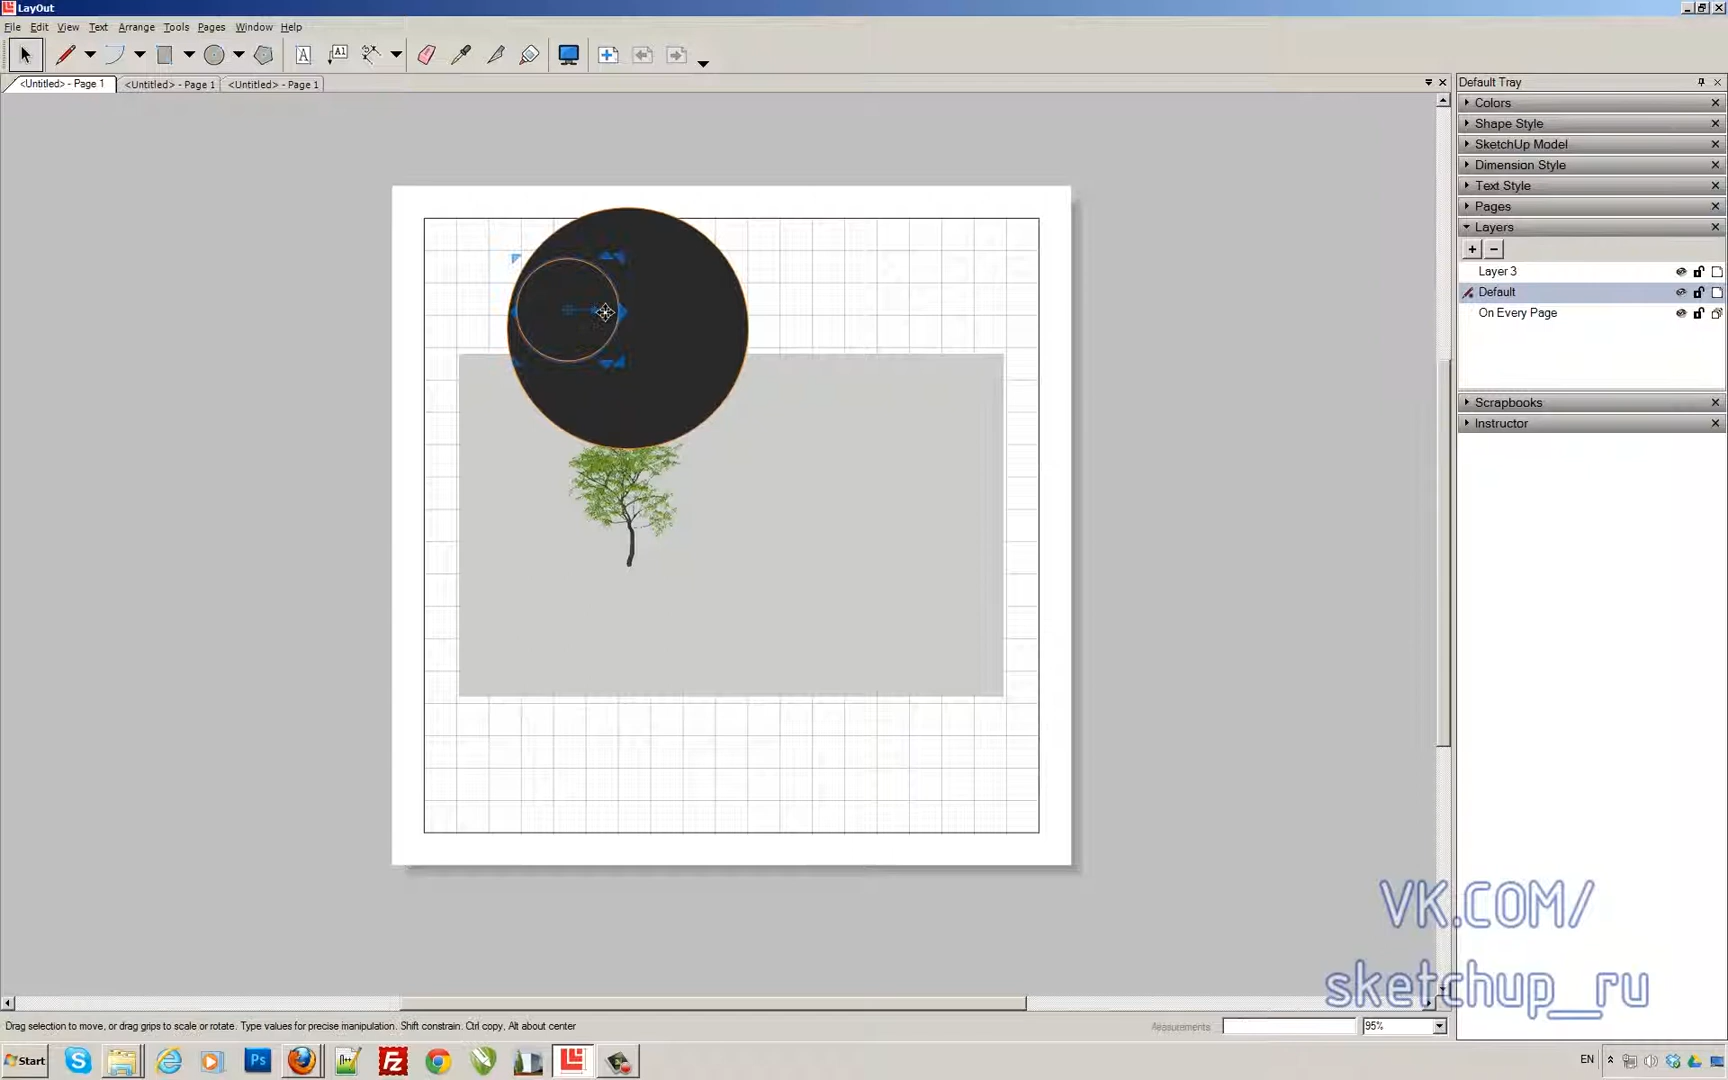 LayOut
File Edit View Text Arrange Tools Pages Window Help
A A1
<Untitled> - Page 1 <Untitled> - Page 1 <Untitled> - Page 1
Default Tray
Colors
Shape Style
SketchUp Model
Dimension Style
Text Style
Pages
Layers
Layer 3
Default
On Every Page
Scrapbooks
Instructor
VK.COM/
sketchup_ru
Drag selection to move, or drag grips to scale or rotate. Type values for precise manipulation. Shift constrain. Ctrl copy, Alt about center
Measurements 95%
Start Ps Fz EN